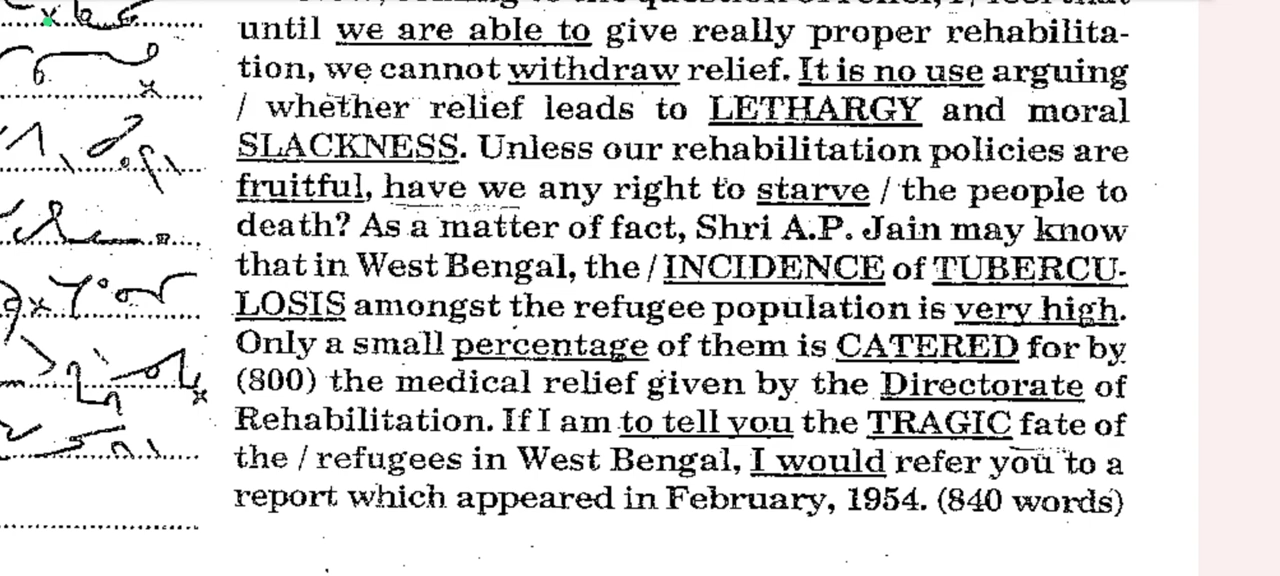 until we are able to give really proper rehabilita-
tion, we cannot withdraw relief. It is no use arguing
/ whether relief leads to LETHARGY and moral
SLACKNESS. Unless our rehabilitation policies are
fruitful, have we any right to starve / the people to
death? As a matter of fact, Shri A.P. Jain may know
that in West Bengal, the / INCIDENCE of TUBERCU-
LOSIS amongst the refugee population is very high.
Only a small percentage of them is CATERED for by
(800) the medical relief given by the Directorate of
Rehabilitation. If I am to tell you the TRAGIC fate of
the / refugees in West Bengal, I would refer you to a
report which appeared in February, 1954. (840 words)